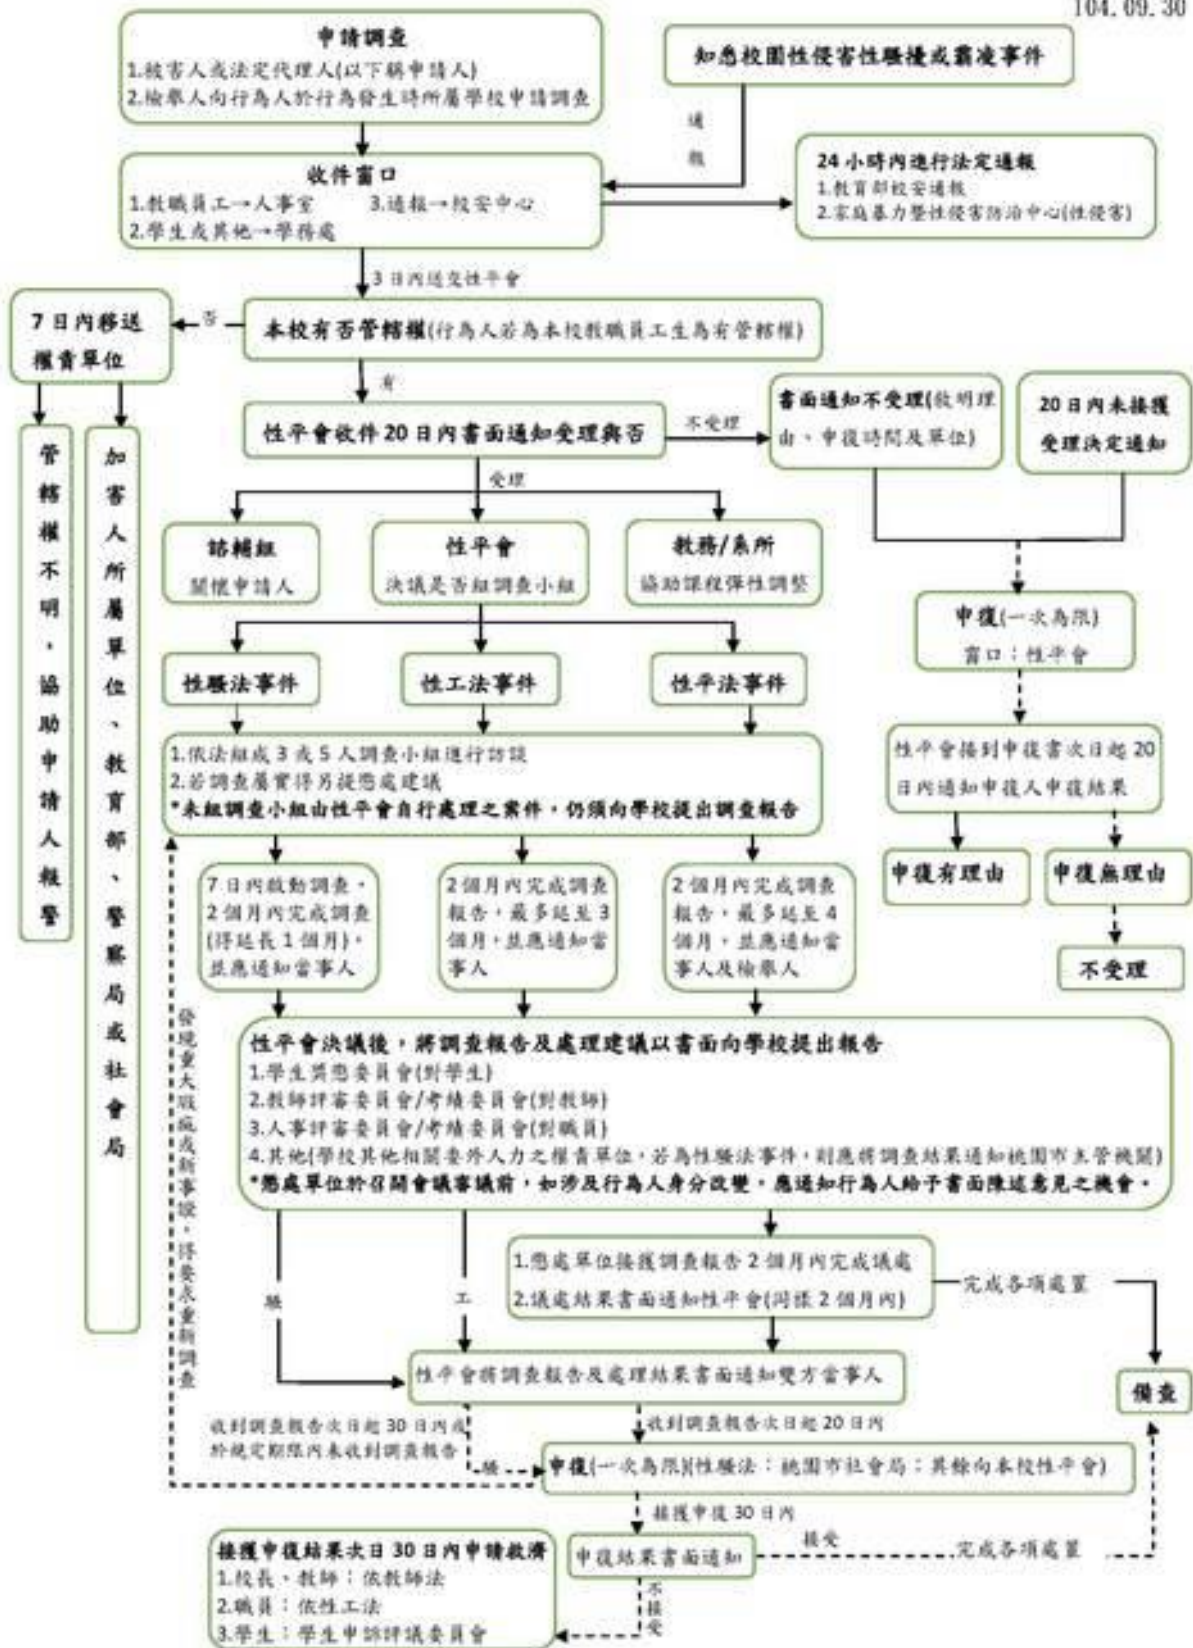 104.09.30
申請調查
1.被害人或法定代理人(以下稱申請人)
2.檢舉人向行為人於行為發生時所屬學校申請調查
知悉校園性侵害性騷擾或霸凌事件
通
報
收件窗口
1.教職員工→人事室 3.通報→校安中心
2.學生或其他→學務處
24 小時內進行法定通報
1.教育部校安通報
2.家庭暴力暨性侵害防治中心(性侵害)
3 日內送交性平會
7 日內移送
權責單位
否
本校有否管轄權(行為人若為本校教職員工生為有管轄權)
有
性平會收件 20 日內書面通知受理與否
不受理
書面通知不受理(敘明理
由、申復時間及單位)
20 日內未接獲
受理決定通知
管轄權不明，協助申請人報警
加害人所屬單位、教育部、警察局或社會局
受理
諮輔組
關懷申請人
性平會
決議是否組調查小組
教務/系所
協助課程彈性調整
申復(一次為限)
窗口：性平會
性騷法事件
性工法事件
性平法事件
1.依法組成 3 或 5 人調查小組進行訪談
2.若調查屬實得另提懲處建議
*未組調查小組由性平會自行處理之案件，仍須向學校提出調查報告
性平會接到申復書次日起 20
日內通知申復人申復結果
申復有理由
申復無理由
不受理
7 日內啟動調查，
2 個月內完成調查
(得延長 1 個月)，
並應通知當事人
2 個月內完成調查
報告，最多延至 3
個月，並應通知當
事人
2 個月內完成調查
報告，最多延至 4
個月，並應通知當
事人及檢舉人
發現重大瑕疵或新事證，得要求重新調查
性平會決議後，將調查報告及處理建議以書面向學校提出報告
1.學生獎懲委員會(對學生)
2.教師評審委員會/考績委員會(對教師)
3.人事評審委員會/考績委員會(對職員)
4.其他(學校其他相關委外人力之權責單位，若為性騷法事件，則應將調查結果通知桃園市主管機關)
*懲處單位於召開會議審議前，如涉及行為人身分改變，應通知行為人給予書面陳述意見之機會。
騷
工
1.懲處單位接獲調查報告 2 個月內完成議處
2.議處結果書面通知性平會(同樣 2 個月內)
完成各項處置
性平會將調查報告及處理結果書面通知雙方當事人
備查
收到調查報告次日起 30 日內或
於規定期限內未收到調查報告
收到調查報告次日起 20 日內
騷
申復(一次為限)(性騷法：桃園市社會局；其餘向本校性平會)
接獲申復 30 日內
申復結果書面通知
接受
完成各項處置
不接受
接獲申復結果次日 30 日內申請救濟
1.校長、教師：依教師法
2.職員：依性工法
3.學生：學生申訴評議委員會